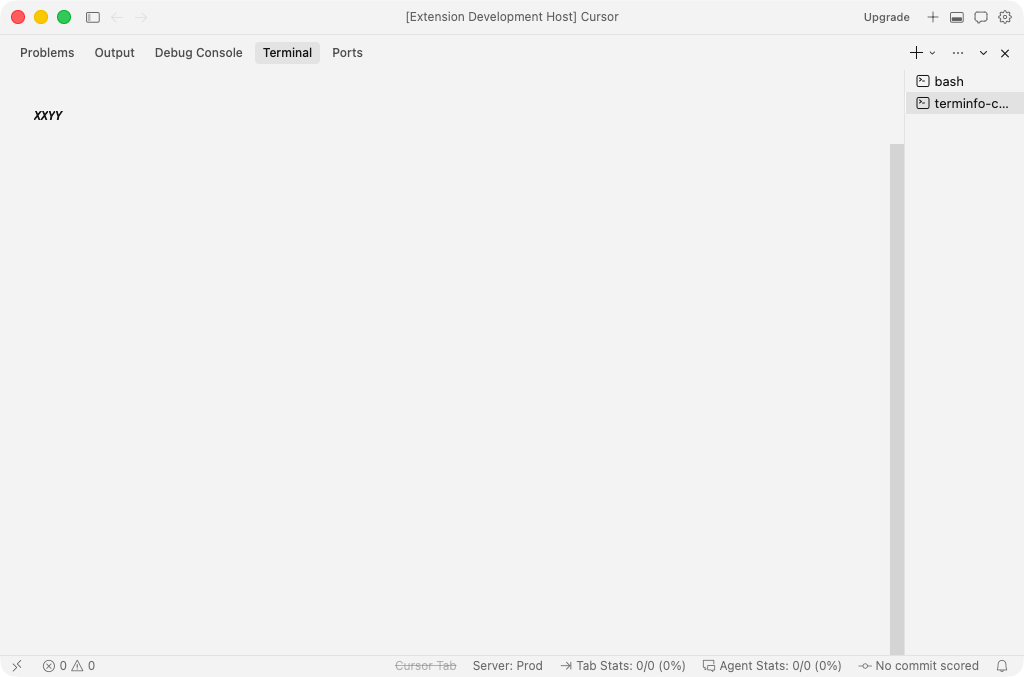 [Extension Development Host] Cursor
Upgrade
Problems Output Debug Console Terminal Ports
bash
terminfo-c...
XXYY
0 0 Cursor Tab Server: Prod Tab Stats: 0/0 (0%) Agent Stats: 0/0 (0%) No commit scored